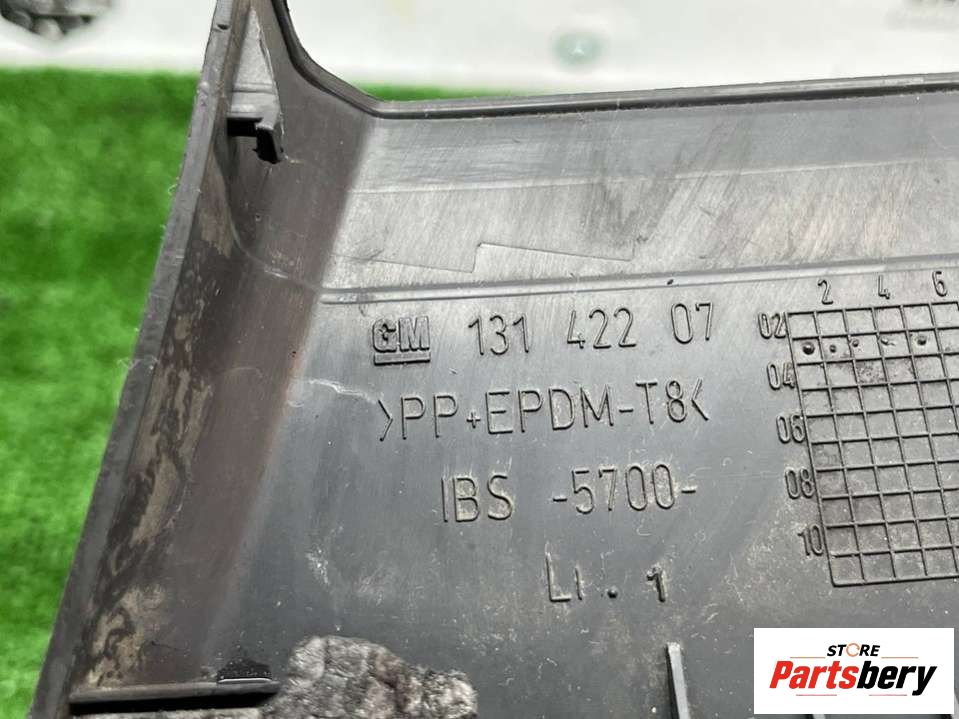 GM 131 422 07
>PP+EPDM-T8<
IBS -5700-
LI . 1
2 4 6
02
04
06
08
10
STORE
Partsbery